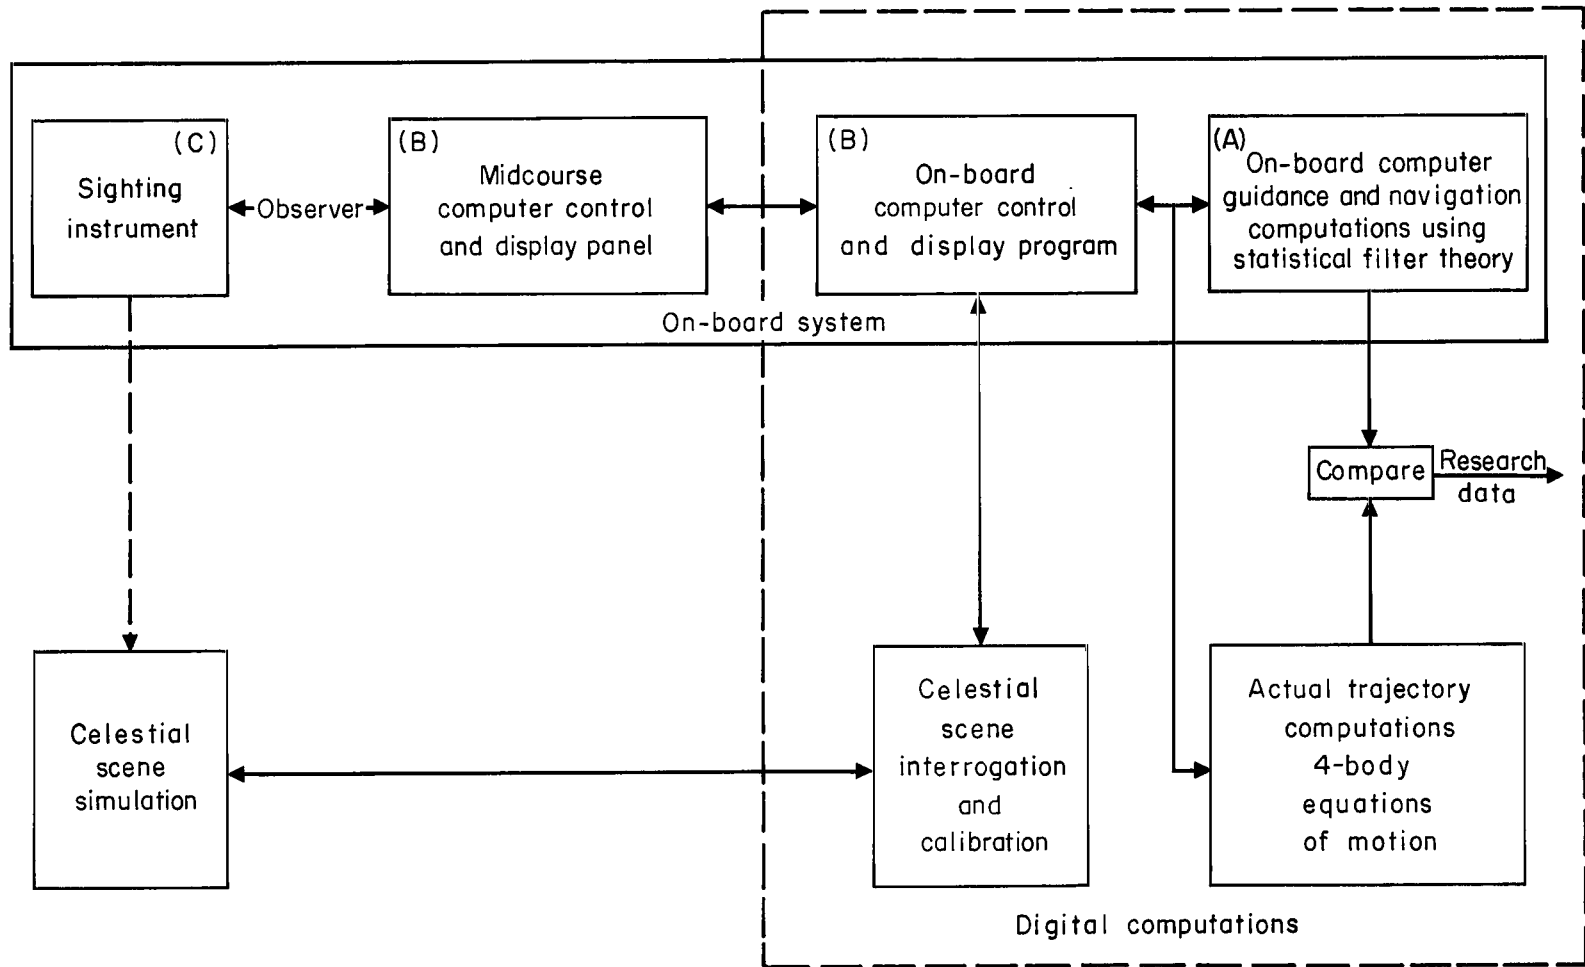 (C)
Sighting
instrument
Observer
(B)
Midcourse
computer control
and display panel
(B)
On-board
computer control
and display program
(A)
On-board computer
guidance and navigation
computations using
statistical filter theory
On-board system
Compare
Research
data
Celestial
scene
simulation
Celestial
scene
interrogation
and
calibration
Actual trajectory
computations
4-body
equations
of motion
Digital computations